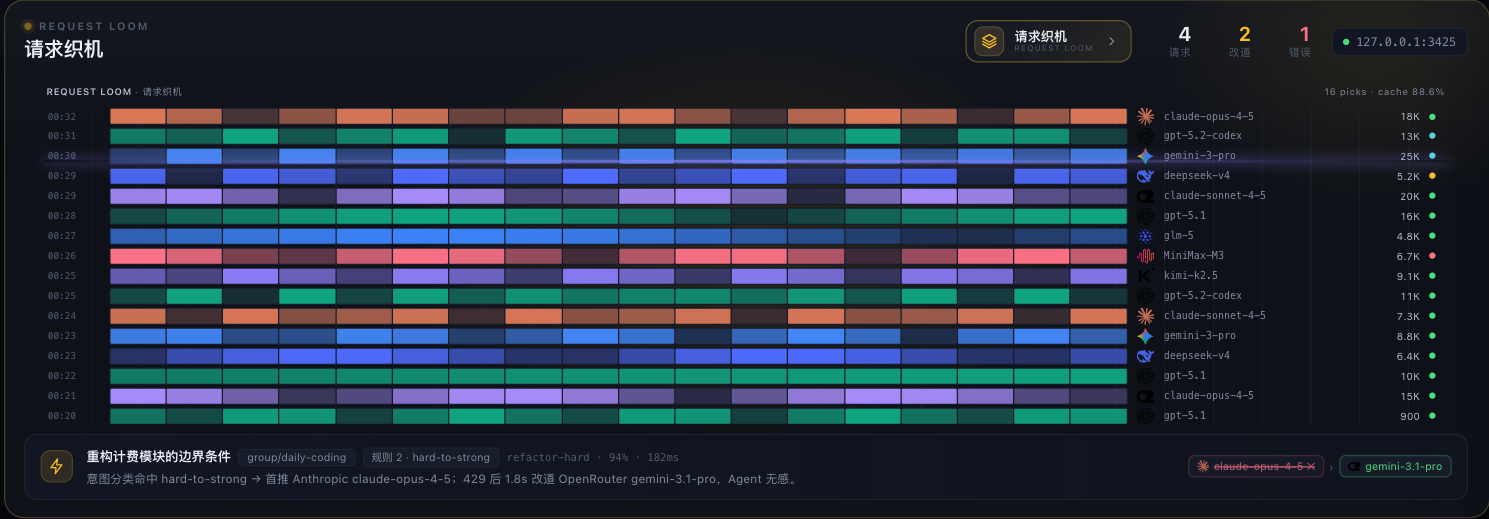 REQUEST LOOM
请求织机
请求织机
REQUEST LOOM
4
请求
2
改道
1
错误
127.0.0.1:3425
REQUEST LOOM · 请求织机
16 picks · cache 88.6%
00:32 claude-opus-4-5 18K
00:31 gpt-5.2-codex 13K
00:30 gemini-3-pro 25K
00:29 deepseek-v4 5.2K
00:29 claude-sonnet-4-5 20K
00:28 gpt-5.1 16K
00:27 glm-5 4.8K
00:26 MiniMax-M3 6.7K
00:25 kimi-k2.5 9.1K
00:25 gpt-5.2-codex 11K
00:24 claude-sonnet-4-5 7.3K
00:23 gemini-3-pro 8.8K
00:23 deepseek-v4 6.4K
00:22 gpt-5.1 10K
00:21 claude-opus-4-5 15K
00:20 gpt-5.1 900
重构计费模块的边界条件 group/daily-coding 规则 2 · hard-to-strong refactor-hard · 94% · 182ms
意图分类命中 hard-to-strong → 首推 Anthropic claude-opus-4-5；429 后 1.8s 改道 OpenRouter gemini-3.1-pro，Agent 无感。
claude-opus-4-5 ✕ › gemini-3.1-pro